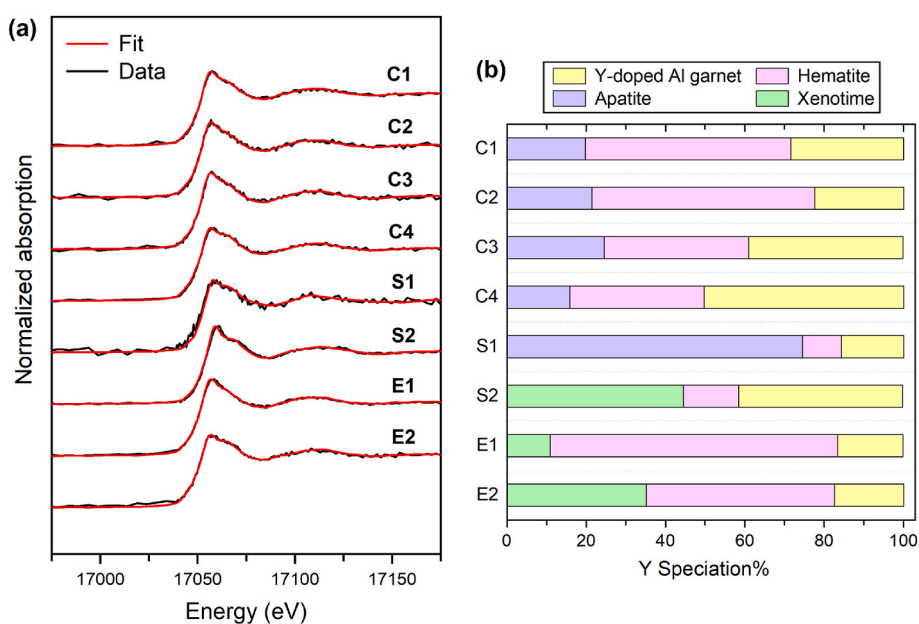 (a)
Fit
Data
C1
C2
C3
C4
S1
S2
E1
E2
Normalized absorption
17000 17050 17100 17150
Energy (eV)
(b)
Y-doped Al garnet Hematite
Apatite Xenotime
C1
C2
C3
C4
S1
S2
E1
E2
0 20 40 60 80 100
Y Speciation%